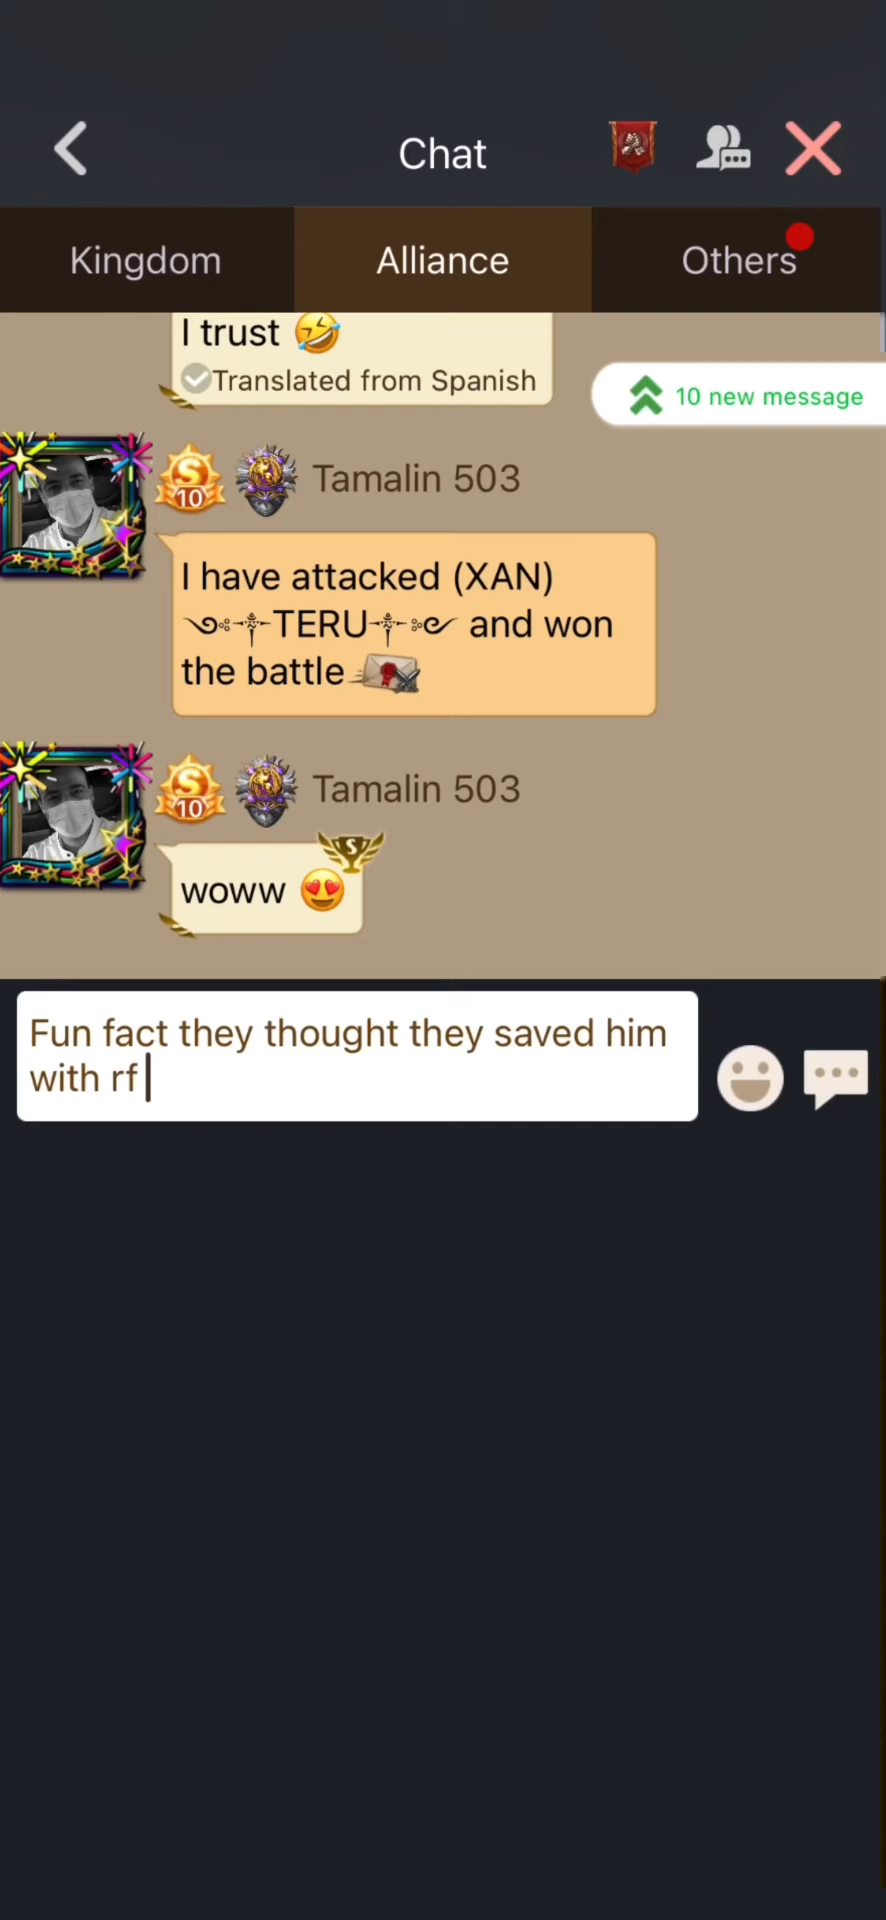 Chat
Kingdom
Alliance
Others
I trust 🤣
Translated from Spanish
10 new message
S
10
Tamalin 503
I have attacked (XAN)
TERU and won
the battle
S
10
Tamalin 503
S
woww 😍
Fun fact they thought they saved him
with rf